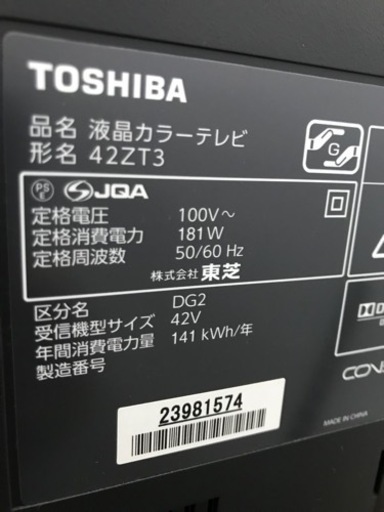 TOSHIBA
品名 液晶カラーテレビ
形名 42ZT3
G
PS JQA
定格電圧 100V～
定格消費電力 181W
定格周波数 50/60 Hz
株式会社 東芝
区分名 DG2
受信機型サイズ 42V
年間消費電力量 141 kWh/年
製造番号
23981574
MADE IN CHINA